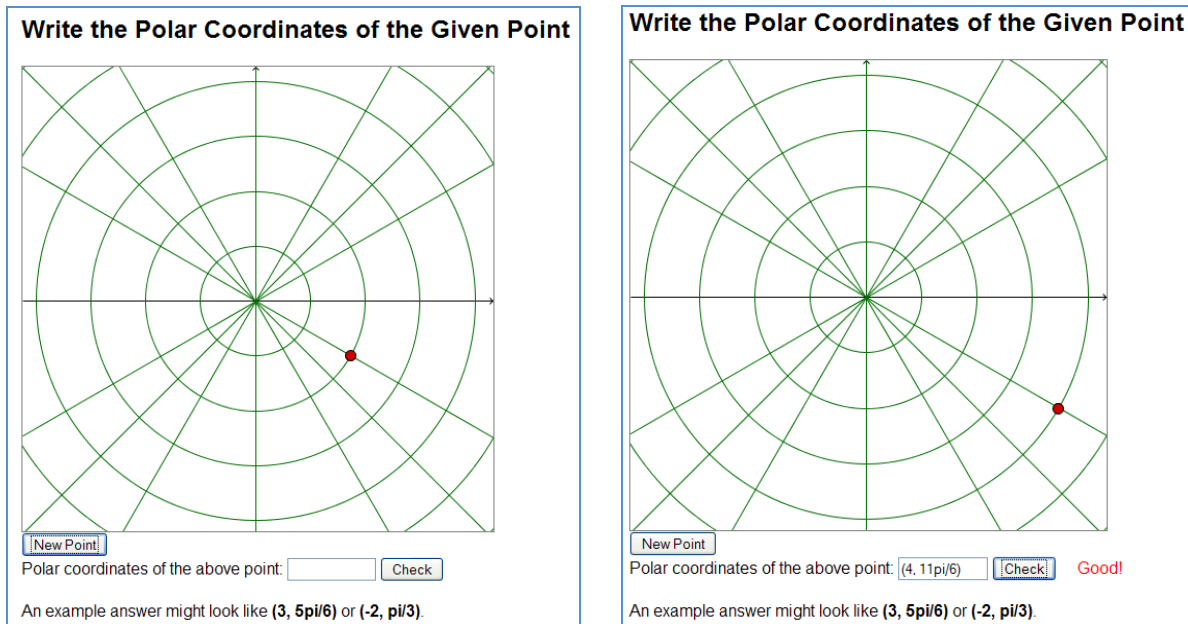 Write the Polar Coordinates of the Given Point
New Point
Polar coordinates of the above point: Check
An example answer might look like (3, 5pi/6) or (-2, pi/3).
Write the Polar Coordinates of the Given Point
New Point
Polar coordinates of the above point: (4, 11pi/6) Check Good!
An example answer might look like (3, 5pi/6) or (-2, pi/3).